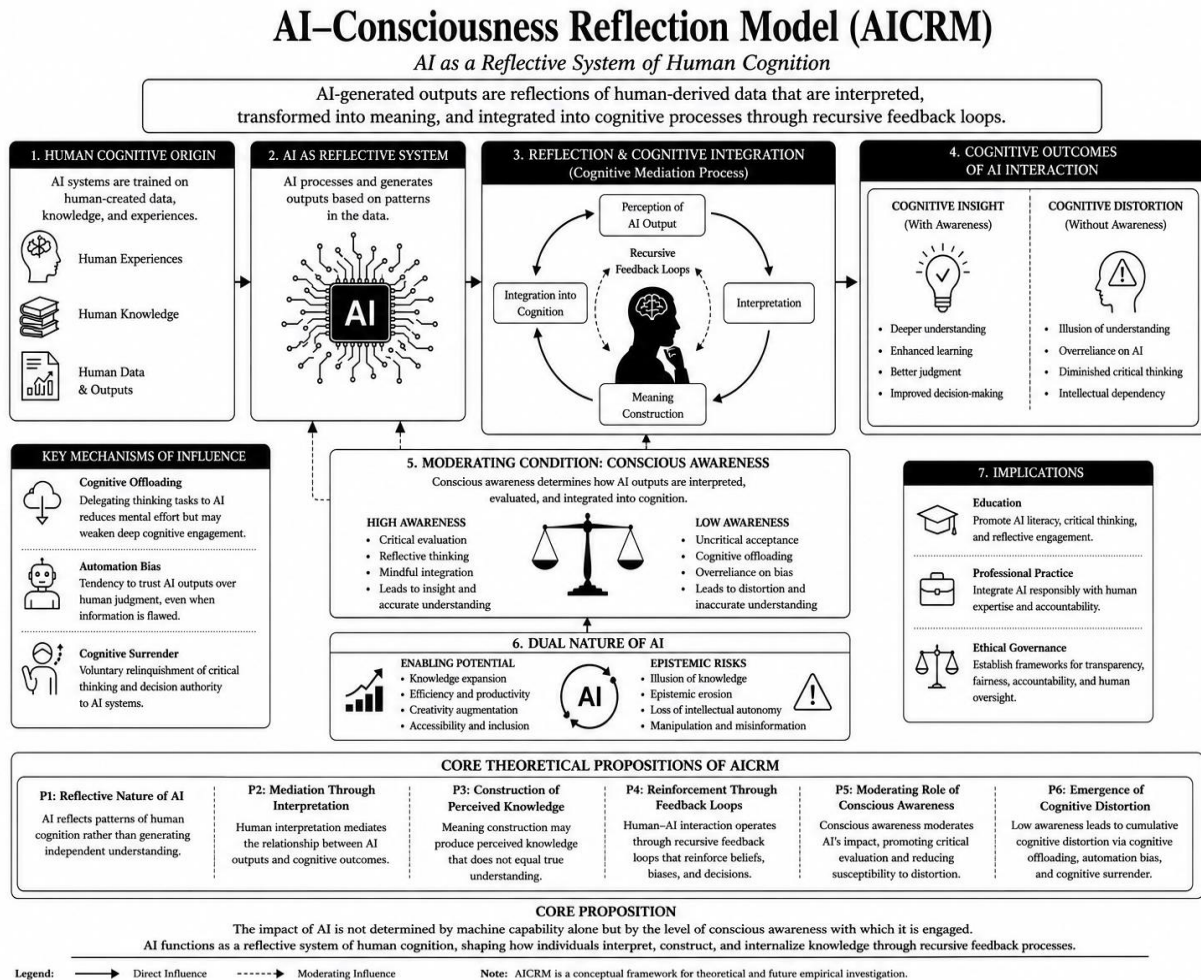 AI–Consciousness Reflection Model (AICRM)
AI as a Reflective System of Human Cognition
AI-generated outputs are reflections of human-derived data that are interpreted,
transformed into meaning, and integrated into cognitive processes through recursive feedback loops.
1. HUMAN COGNITIVE ORIGIN
AI systems are trained on
human-created data,
knowledge, and experiences.
Human Experiences
Human Knowledge
Human Data
& Outputs
2. AI AS REFLECTIVE SYSTEM
AI processes and generates
outputs based on patterns
in the data.
AI
3. REFLECTION & COGNITIVE INTEGRATION
(Cognitive Mediation Process)
Perception of
AI Output
Recursive
Feedback Loops
Integration into
Cognition
Interpretation
Meaning
Construction
4. COGNITIVE OUTCOMES
OF AI INTERACTION
COGNITIVE INSIGHT
(With Awareness)
• Deeper understanding
• Enhanced learning
• Better judgment
• Improved decision-making
COGNITIVE DISTORTION
(Without Awareness)
• Illusion of understanding
• Overreliance on AI
• Diminished critical thinking
• Intellectual dependency
KEY MECHANISMS OF INFLUENCE
Cognitive Offloading
Delegating thinking tasks to AI
reduces mental effort but may
weaken deep cognitive engagement.
Automation Bias
Tendency to trust AI outputs over
human judgment, even when
information is flawed.
Cognitive Surrender
Voluntary relinquishment of critical
thinking and decision authority
to AI systems.
5. MODERATING CONDITION: CONSCIOUS AWARENESS
Conscious awareness determines how AI outputs are interpreted,
evaluated, and integrated into cognition.
HIGH AWARENESS
• Critical evaluation
• Reflective thinking
• Mindful integration
• Leads to insight and
accurate understanding
LOW AWARENESS
• Uncritical acceptance
• Cognitive offloading
• Overreliance on bias
• Leads to distortion and
inaccurate understanding
6. DUAL NATURE OF AI
ENABLING POTENTIAL
• Knowledge expansion
• Efficiency and productivity
• Creativity augmentation
• Accessibility and inclusion
AI
EPISTEMIC RISKS
• Illusion of knowledge
• Epistemic erosion
• Loss of intellectual autonomy
• Manipulation and misinformation
7. IMPLICATIONS
Education
Promote AI literacy, critical thinking,
and reflective engagement.
Professional Practice
Integrate AI responsibly with human
expertise and accountability.
Ethical Governance
Establish frameworks for transparency,
fairness, accountability, and human
oversight.
CORE THEORETICAL PROPOSITIONS OF AICRM
P1: Reflective Nature of AI
AI reflects patterns of human
cognition rather than generating
independent understanding.
P2: Mediation Through
Interpretation
Human interpretation mediates
the relationship between AI
outputs and cognitive outcomes.
P3: Construction of
Perceived Knowledge
Meaning construction may
produce perceived knowledge
that does not equal true
understanding.
P4: Reinforcement Through
Feedback Loops
Human–AI interaction operates
through recursive feedback
loops that reinforce beliefs,
biases, and decisions.
P5: Moderating Role of
Conscious Awareness
Conscious awareness moderates
AI's impact, promoting critical
evaluation and reducing
susceptibility to distortion.
P6: Emergence of
Cognitive Distortion
Low awareness leads to cumulative
cognitive distortion via cognitive
offloading, automation bias,
and cognitive surrender.
CORE PROPOSITION
The impact of AI is not determined by machine capability alone but by the level of conscious awareness with which it is engaged.
AI functions as a reflective system of human cognition, shaping how individuals interpret, construct, and internalize knowledge through recursive feedback processes.
Legend: Direct Influence Moderating Influence Note: AICRM is a conceptual framework for theoretical and future empirical investigation.